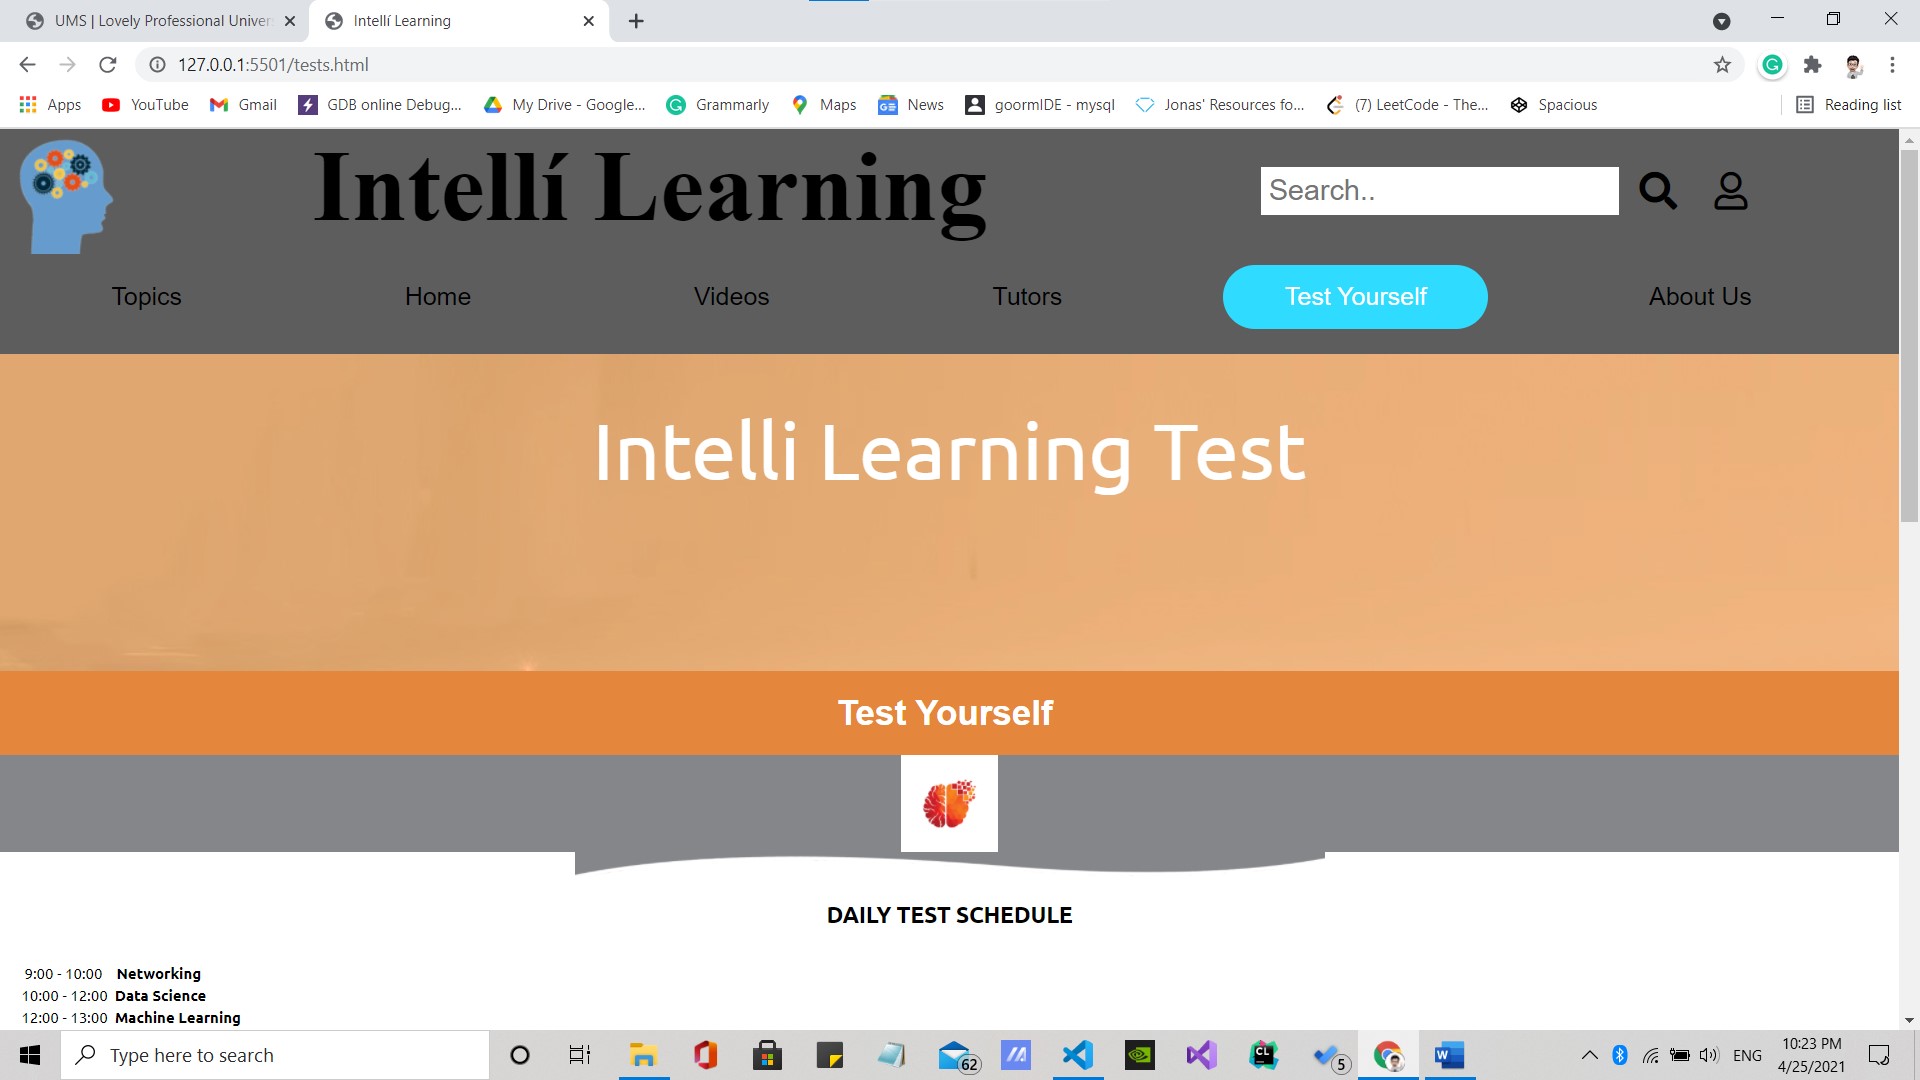 UMS | Lovely Professional Univer
Intellí Learning
127.0.0.1:5501/tests.html
Apps YouTube Gmail GDB online Debug... My Drive - Google... Grammarly Maps News goormIDE - mysql Jonas' Resources fo... (7) LeetCode - The... Spacious Reading list
Intellí Learning
Search..
Topics Home Videos Tutors Test Yourself About Us
Intelli Learning Test
Test Yourself
DAILY TEST SCHEDULE
9:00 - 10:00 Networking
10:00 - 12:00 Data Science
12:00 - 13:00 Machine Learning
Type here to search
62
CL
5
W
ENG
10:23 PM
4/25/2021